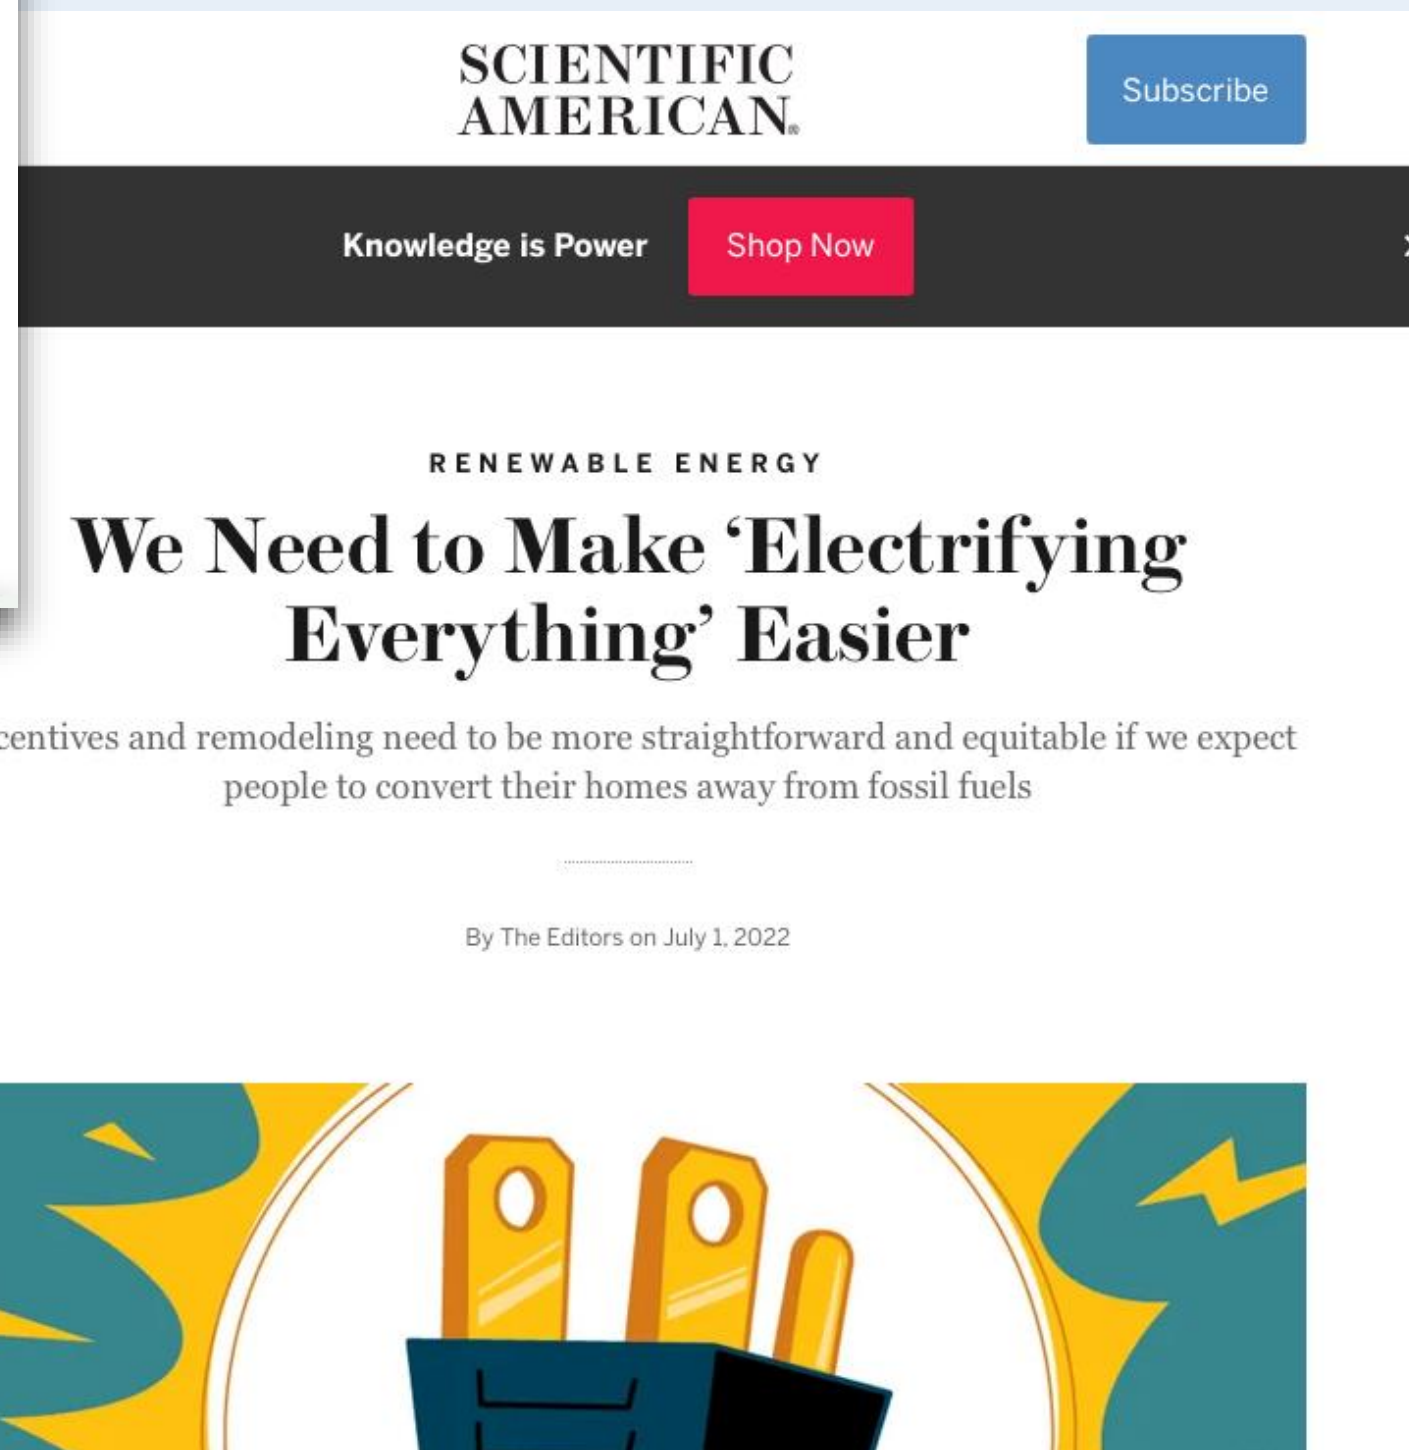 SCIENTIFIC
AMERICAN®
Subscribe
Knowledge is Power
Shop Now
RENEWABLE ENERGY
We Need to Make ‘Electrifying
Everything’ Easier
centives and remodeling need to be more straightforward and equitable if we expect
people to convert their homes away from fossil fuels
By The Editors on July 1, 2022